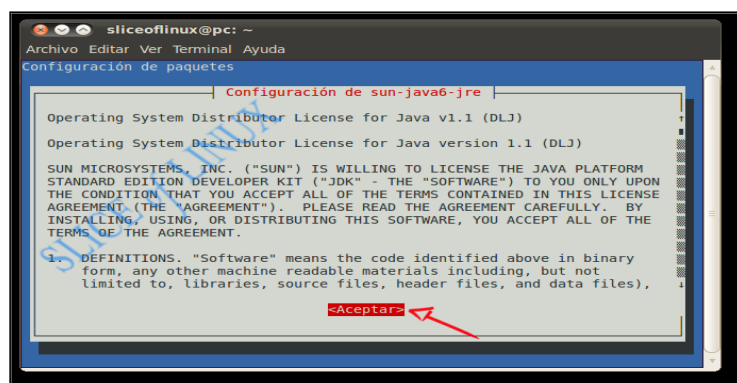 sliceoflinux@pc: ~
Archivo Editar Ver Terminal Ayuda
Configuración de paquetes
Configuración de sun-java6-jre
Operating System Distributor License for Java v1.1 (DLJ)
Operating System Distributor License for Java version 1.1 (DLJ)
SUN MICROSYSTEMS, INC. ("SUN") IS WILLING TO LICENSE THE JAVA PLATFORM
STANDARD EDITION DEVELOPER KIT ("JDK" - THE "SOFTWARE") TO YOU ONLY UPON
THE CONDITION THAT YOU ACCEPT ALL OF THE TERMS CONTAINED IN THIS LICENSE
AGREEMENT (THE "AGREEMENT").  PLEASE READ THE AGREEMENT CAREFULLY.  BY
INSTALLING, USING, OR DISTRIBUTING THIS SOFTWARE, YOU ACCEPT ALL OF THE
TERMS OF THE AGREEMENT.
1. DEFINITIONS. "Software" means the code identified above in binary
form, any other machine readable materials including, but not
limited to, libraries, source files, header files, and data files),
<Aceptar>
SLICE OF LINUX